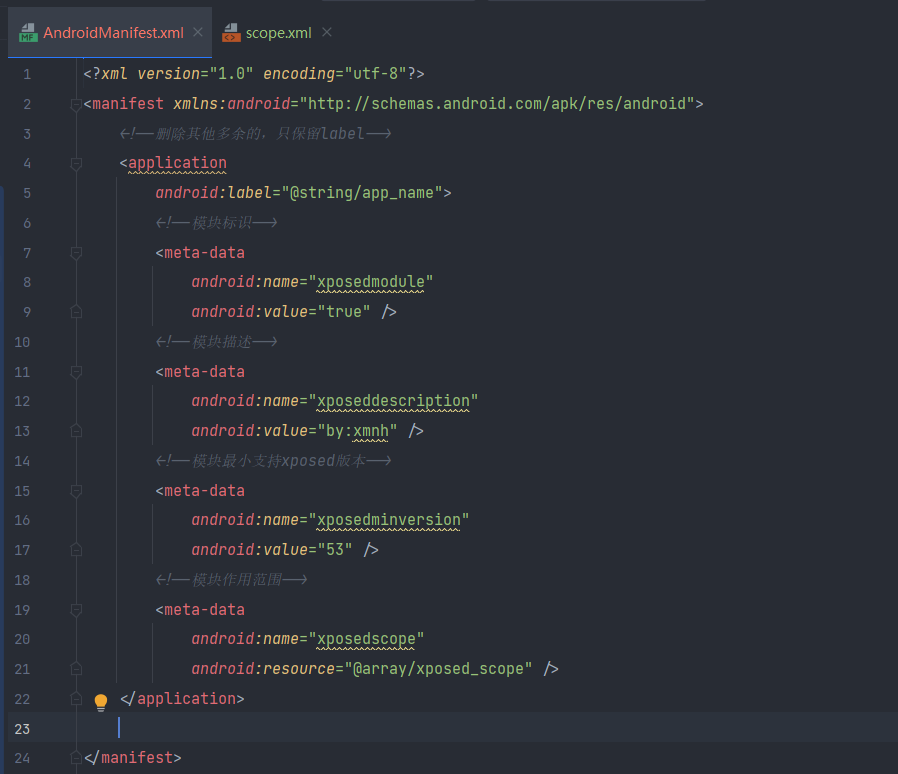 AndroidManifest.xml scope.xml
1 <?xml version="1.0" encoding="utf-8"?>
2 <manifest xmlns:android="http://schemas.android.com/apk/res/android">
3 <!--删除其他多余的，只保留label-->
4 <application
5 android:label="@string/app_name">
6 <!--模块标识-->
7 <meta-data
8 android:name="xposedmodule"
9 android:value="true" />
10 <!--模块描述-->
11 <meta-data
12 android:name="xposeddescription"
13 android:value="by:xmnh" />
14 <!--模块最小支持xposed版本-->
15 <meta-data
16 android:name="xposedminversion"
17 android:value="53" />
18 <!--模块作用范围-->
19 <meta-data
20 android:name="xposedscope"
21 android:resource="@array/xposed_scope" />
22 </application>
23
24 </manifest>